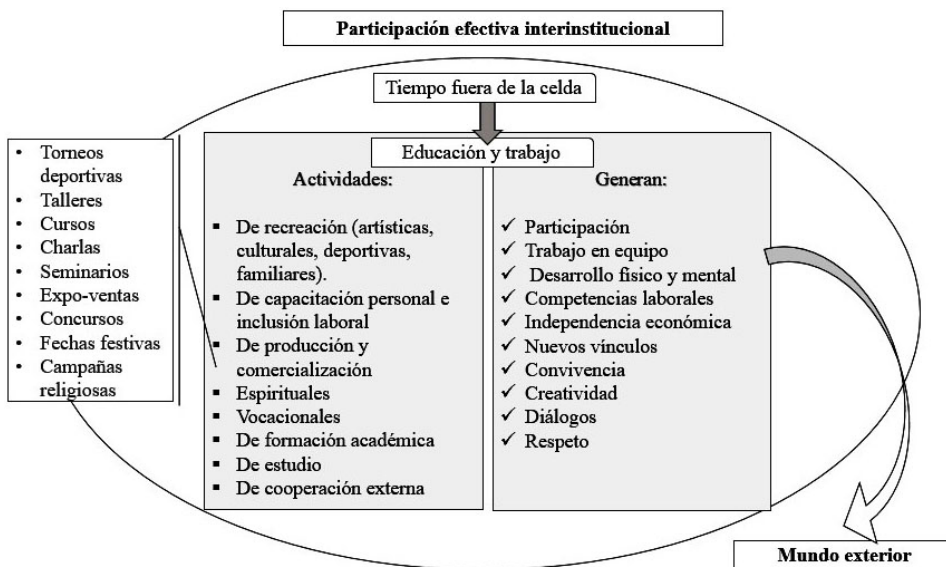 Participación efectiva interinstitucional
Tiempo fuera de la celda
Educación y trabajo
• Torneos
deportivas
• Talleres
• Cursos
• Charlas
• Seminarios
• Expo-ventas
• Concursos
• Fechas festivas
• Campañas
religiosas
Actividades:
▪ De recreación (artísticas,
culturales, deportivas,
familiares).
▪ De capacitación personal e
inclusión laboral
▪ De producción y
comercialización
▪ Espirituales
▪ Vocacionales
▪ De formación académica
▪ De estudio
▪ De cooperación externa
Generan:
✓ Participación
✓ Trabajo en equipo
✓ Desarrollo físico y mental
✓ Competencias laborales
✓ Independencia económica
✓ Nuevos vínculos
✓ Convivencia
✓ Creatividad
✓ Diálogos
✓ Respeto
Mundo exterior